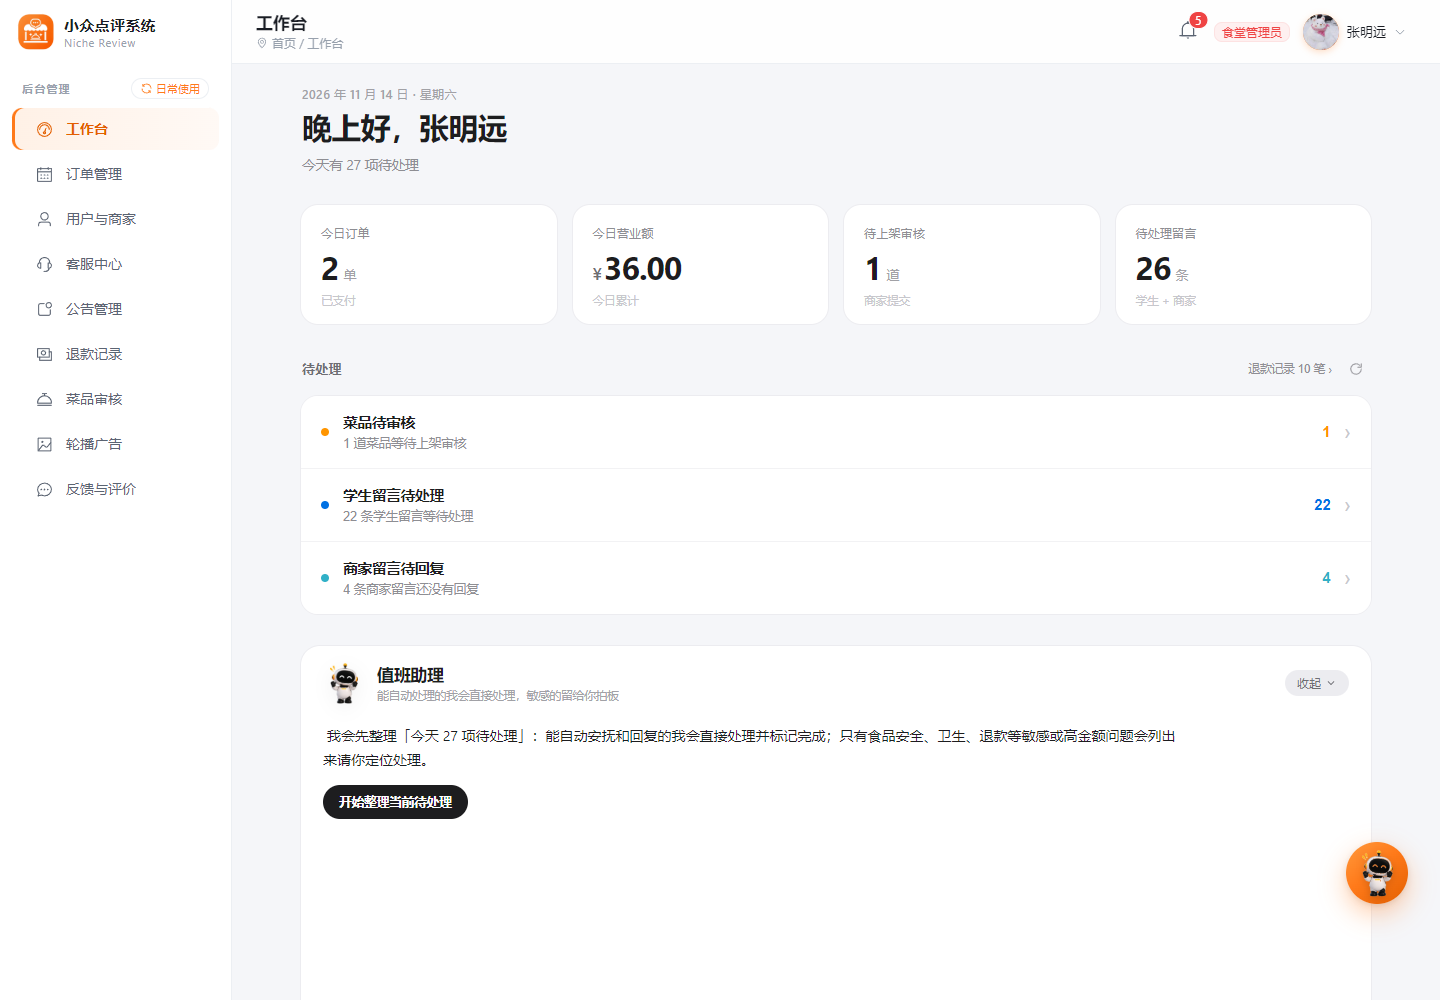 小众点评系统
Niche Review
后台管理
日常使用
工作台
订单管理
用户与商家
客服中心
公告管理
退款记录
菜品审核
轮播广告
反馈与评价
工作台
首页 / 工作台
5
食堂管理员
张明远
2026 年 11 月 14 日 · 星期六
晚上好，张明远
今天有 27 项待处理
今日订单
2 单
已支付
今日营业额
¥36.00
今日累计
待上架审核
1 道
商家提交
待处理留言
26 条
学生 + 商家
待处理
退款记录 10 笔 ›
菜品待审核
1 道菜品等待上架审核
1
学生留言待处理
22 条学生留言等待处理
22
商家留言待回复
4 条商家留言还没有回复
4
值班助理
能自动处理的我会直接处理，敏感的留给你拍板
收起
我会先整理「今天 27 项待处理」：能自动安抚和回复的我会直接处理并标记完成；只有食品安全、卫生、退款等敏感或高金额问题会列出
来请你定位处理。
开始整理当前待处理